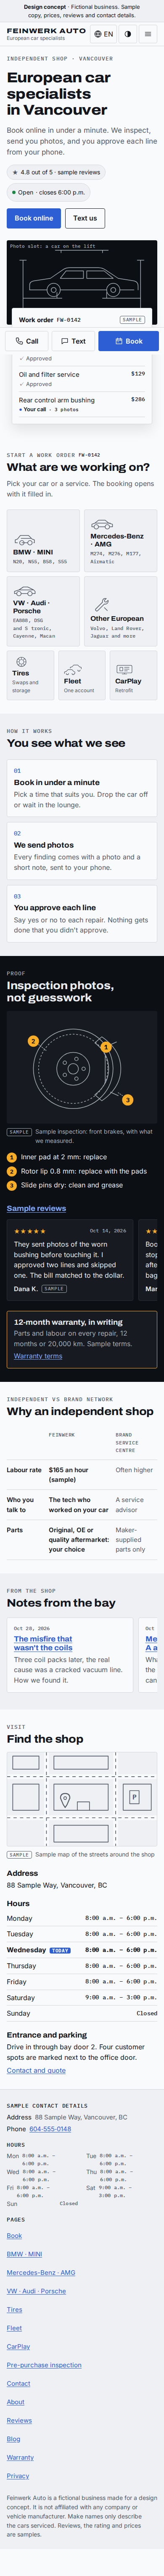 Design concept · Fictional business. Sample
copy, prices, reviews and contact details.
FEINWERK AUTO
European car specialists
EN
INDEPENDENT SHOP · VANCOUVER
European car
specialists
in Vancouver
Book online in under a minute. We inspect,
send you photos, and you approve each line
from your phone.
★ 4.8 out of 5 · sample reviews
Open · closes 6:00 p.m.
Book online
Text us
Photo slot: a car on the lift
Work order FW-0142
SAMPLE
Call
Text
Book
✓ Approved
Oil and filter service
$129
✓ Approved
Rear control arm bushing
$286
● Your call · 3 photos
START A WORK ORDER FW-0142
What are we working on?
Pick your car or a service. The booking opens
with it filled in.
BMW · MINI
N20, N55, B58, S55
Mercedes-Benz
· AMG
M274, M276, M177,
Airmatic
VW · Audi ·
Porsche
EA888, DSG
and S tronic,
Cayenne, Macan
Other European
Volvo, Land Rover,
Jaguar and more
Tires
Swaps and
storage
Fleet
One account
CarPlay
Retrofit
HOW IT WORKS
You see what we see
01
Book in under a minute
Pick a time that suits you. Drop the car off
or wait in the lounge.
02
We send photos
Every finding comes with a photo and a
short note, sent to your phone.
03
You approve each line
Say yes or no to each repair. Nothing gets
done that you didn't approve.
PROOF
Inspection photos,
not guesswork
2
1
3
SAMPLE
Sample inspection: front brakes, with what
we measured.
1 Inner pad at 2 mm: replace
2 Rotor lip 0.8 mm: replace with the pads
3 Slide pins dry: clean and grease
Sample reviews
★★★★★
Oct 14, 2026
They sent photos of the worn
bushing before touching it. I
approved two lines and skipped
one. The bill matched to the dollar.
Dana K. SAMPLE
12-month warranty, in writing
Parts and labour on every repair, 12
months or 20,000 km. Sample terms.
Warranty terms
INDEPENDENT VS BRAND NETWORK
Why an independent shop
FEINWERK
BRAND
SERVICE
CENTRE
Labour rate
$165 an hour
(sample)
Often higher
Who you
talk to
The tech who
worked on your car
A service
advisor
Parts
Original, OE or
quality aftermarket:
your choice
Maker-
supplied
parts only
FROM THE SHOP
Notes from the bay
Oct 28, 2026
The misfire that
wasn't the coils
Three coil packs later, the real
cause was a cracked vacuum line.
How we found it.
VISIT
Find the shop
P
SAMPLE
Sample map of the streets around the shop
Address
88 Sample Way, Vancouver, BC
Hours
Monday
8:00 a.m. – 6:00 p.m.
Tuesday
8:00 a.m. – 6:00 p.m.
Wednesday TODAY
8:00 a.m. – 6:00 p.m.
Thursday
8:00 a.m. – 6:00 p.m.
Friday
8:00 a.m. – 6:00 p.m.
Saturday
9:00 a.m. – 3:00 p.m.
Sunday
Closed
Entrance and parking
Drive in through bay door 2. Four customer
spots are marked next to the office door.
Contact and quote
SAMPLE CONTACT DETAILS
Address 88 Sample Way, Vancouver, BC
Phone 604-555-0148
HOURS
Mon 8:00 a.m. –
6:00 p.m.
Tue 8:00 a.m. –
6:00 p.m.
Wed 8:00 a.m. –
6:00 p.m.
Thu 8:00 a.m. –
6:00 p.m.
Fri 8:00 a.m. –
6:00 p.m.
Sat 9:00 a.m. –
3:00 p.m.
Sun Closed
PAGES
Book
BMW · MINI
Mercedes-Benz · AMG
VW · Audi · Porsche
Tires
Fleet
CarPlay
Pre-purchase inspection
Contact
About
Reviews
Blog
Warranty
Privacy
Feinwerk Auto is a fictional business made for a design
concept. It is not affiliated with any company or
vehicle manufacturer. Make names only describe
the cars serviced. Reviews, the rating and prices
are samples.